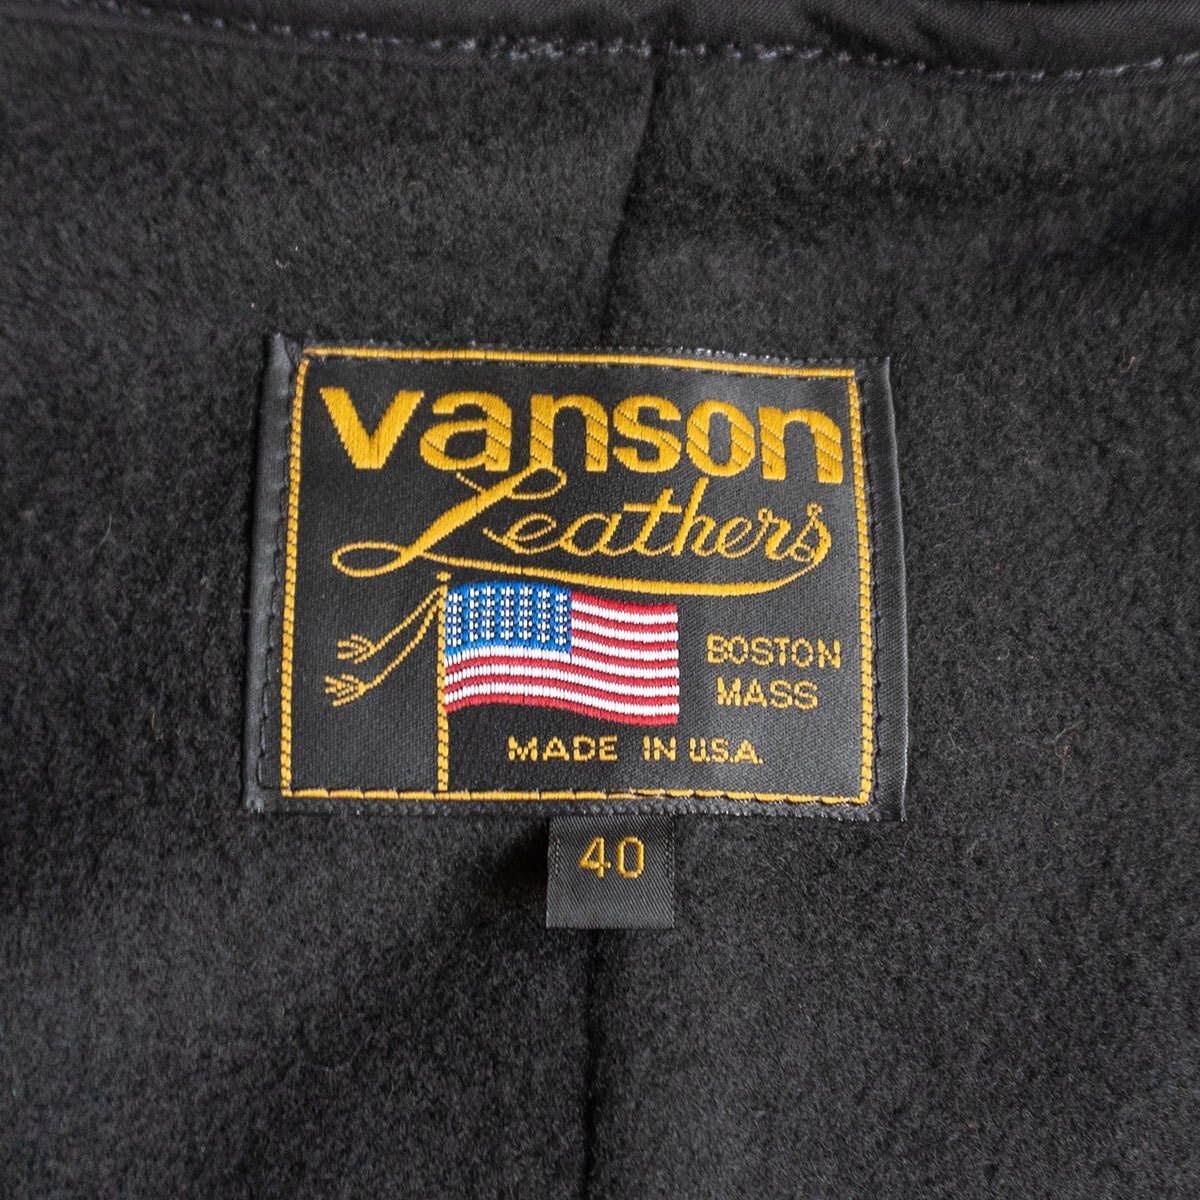 vanson
Leathers
BOSTON
MASS
MADE IN U.S.A.
40